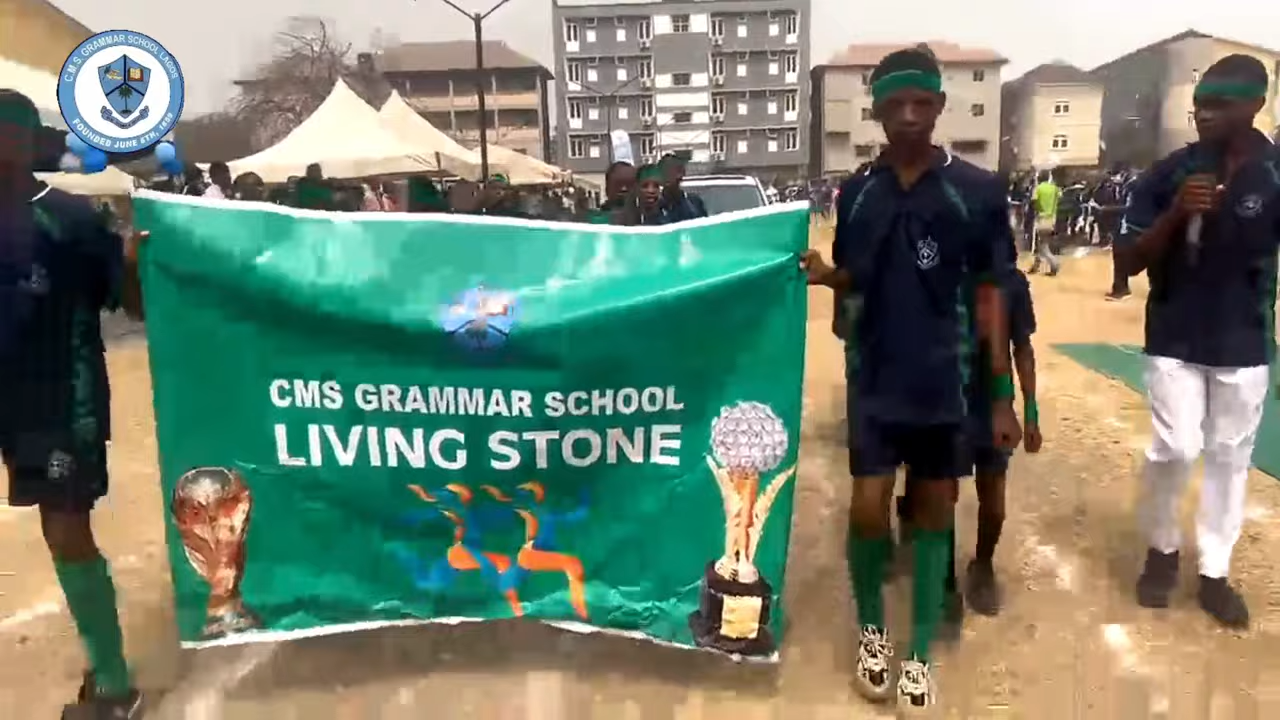 C.M.S. GRAMMAR SCHOOL LAGOS
FOUNDED JUNE 6TH, 1859
CMS GRAMMAR SCHOOL
LIVING STONE